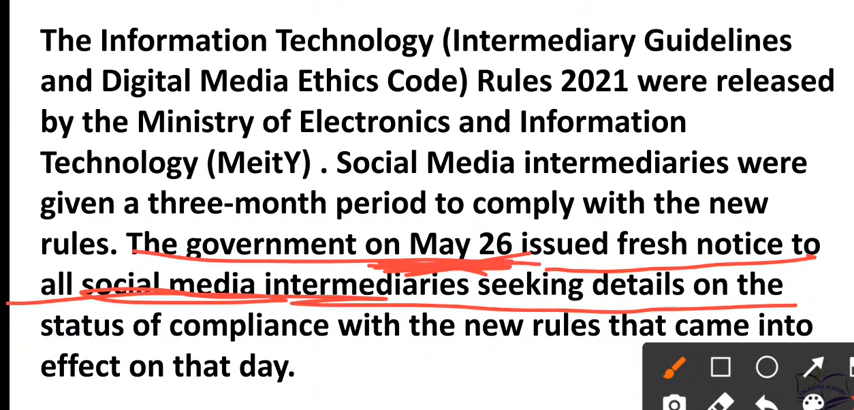 The Information Technology (Intermediary Guidelines
and Digital Media Ethics Code) Rules 2021 were released
by the Ministry of Electronics and Information
Technology (MeitY) . Social Media intermediaries were
given a three-month period to comply with the new
rules. The government on May 26 issued fresh notice to
all social media intermediaries seeking details on the
status of compliance with the new rules that came into
effect on that day.